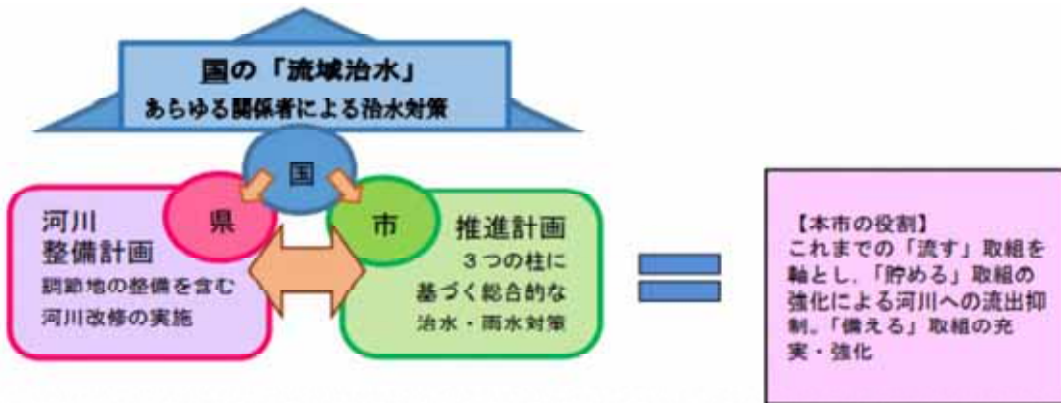 国の「流域治水」
あらゆる関係者による治水対策
国
県
河川
整備計画
調節地の整備を含む
河川改修の実施
市
推進計画
３つの柱に
基づく総合的な
治水・雨水対策
【本市の役割】
これまでの「流す」取組を
軸とし，「貯める」取組の
強化による河川への流出抑
制。「備える」取組の充
実・強化